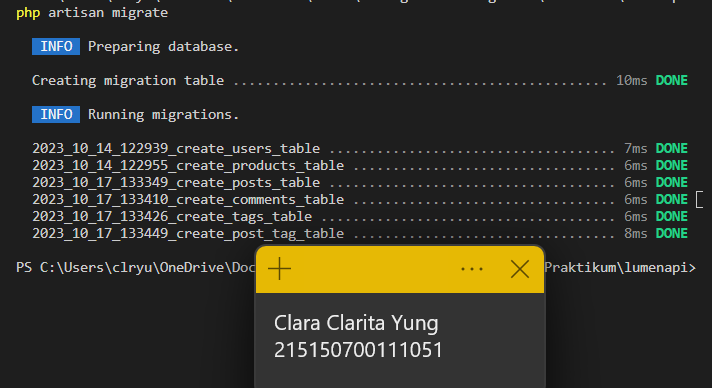 php artisan migrate
INFO Preparing database.
Creating migration table ............................................... 10ms DONE
INFO Running migrations.
2023_10_14_122939_create_users_table .................................... 7ms DONE
2023_10_14_122955_create_products_table ................................. 6ms DONE
2023_10_17_133349_create_posts_table .................................... 6ms DONE
2023_10_17_133410_create_comments_table ................................. 6ms DONE
2023_10_17_133426_create_tags_table ..................................... 6ms DONE
2023_10_17_133449_create_post_tag_table ................................. 8ms DONE
PS C:\Users\clryu\OneDrive\Doc Praktikum\lumenapi>
Clara Clarita Yung
215150700111051